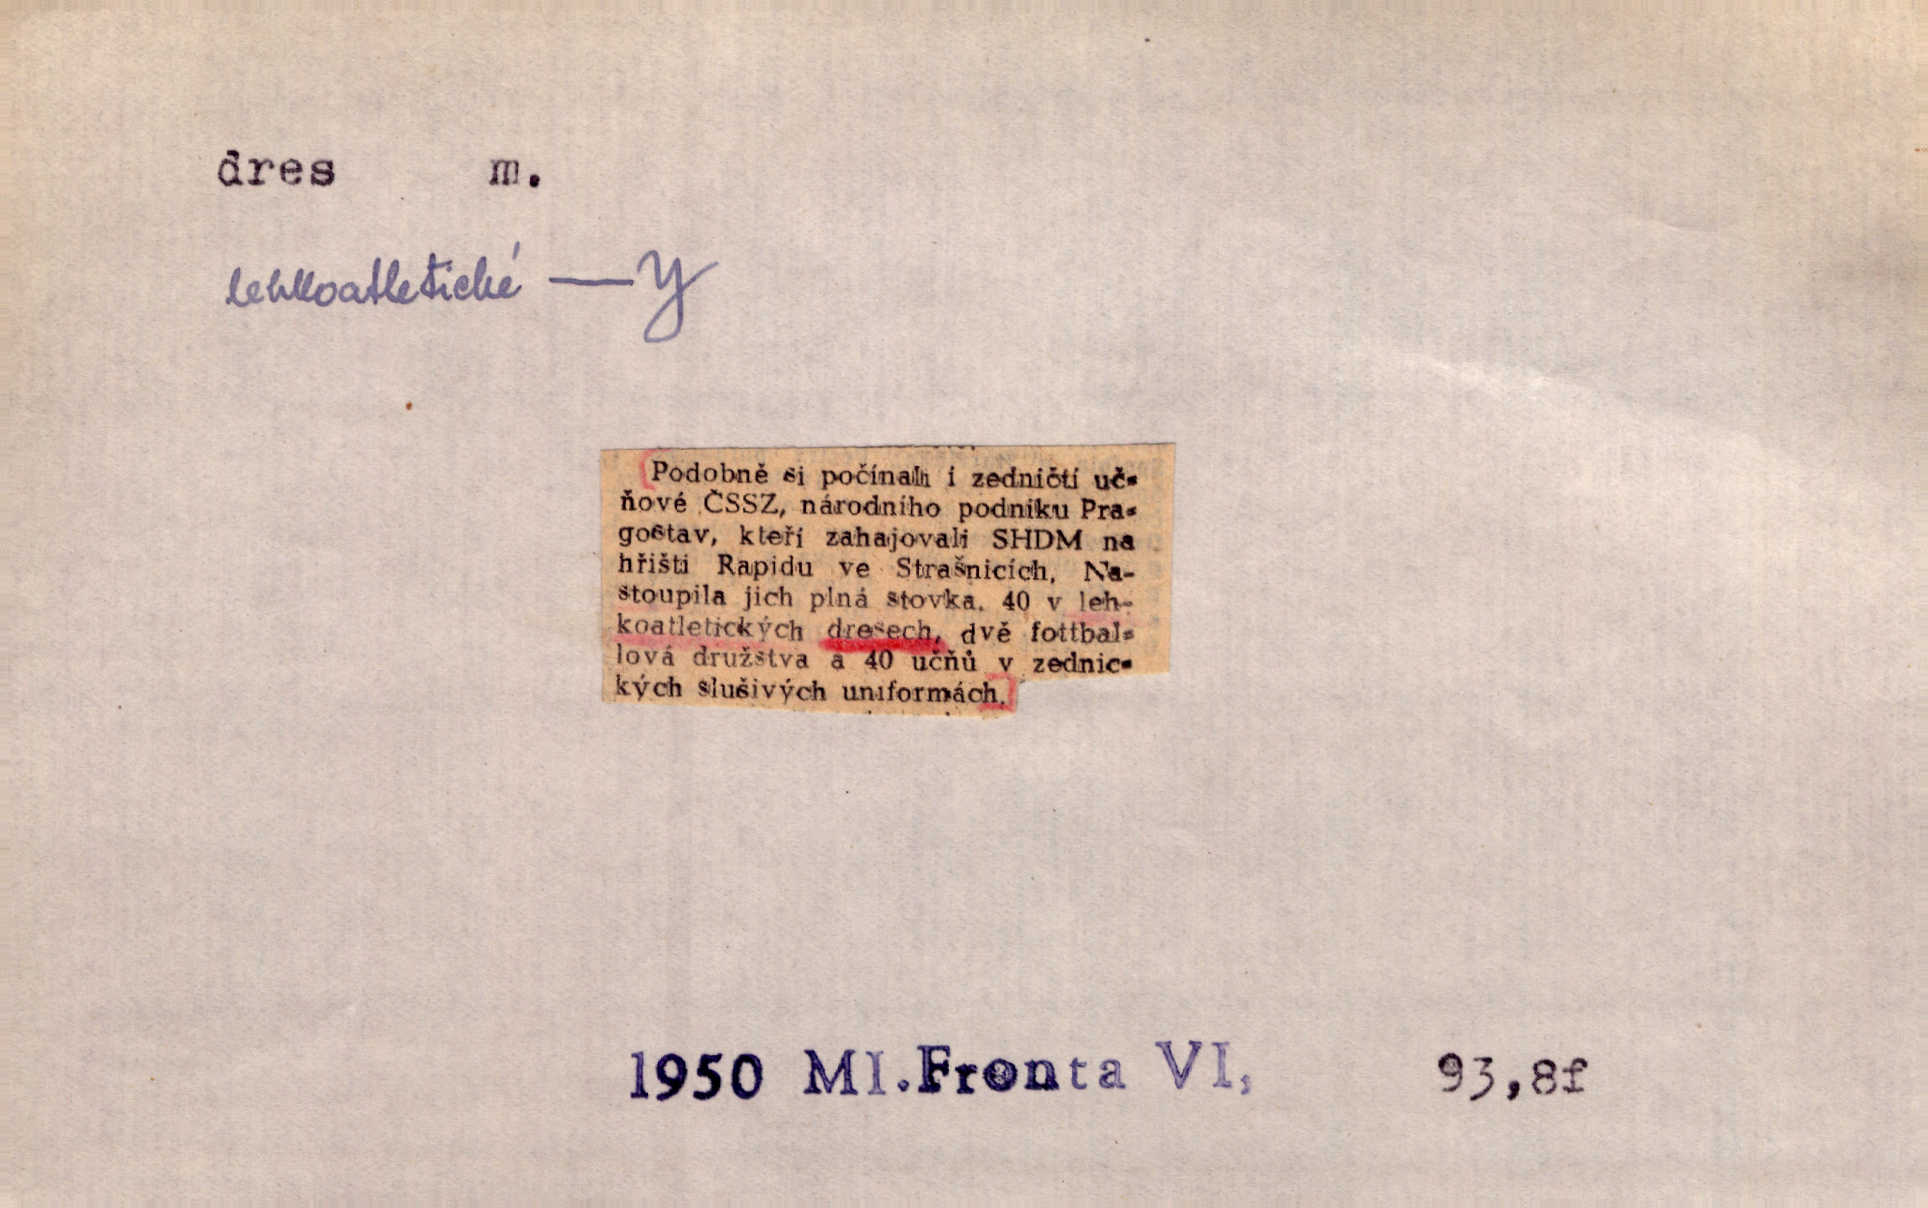 dres m.
lehkoatletické — y
Podobně si počínali i zedničtí uč-
ňové ČSSZ, národního podniku Pra-
gostav, kteří zahajovali SHDM na
hřišti Rapidu ve Strašnicích. Na-
stoupila jich plná stovka. 40 v leh-
koatletických dresech, dvě fottbal-
lová družstva a 40 učňů v zednic-
kých slušivých uniformách.
1950 Ml.Fronta VI, 93,8f